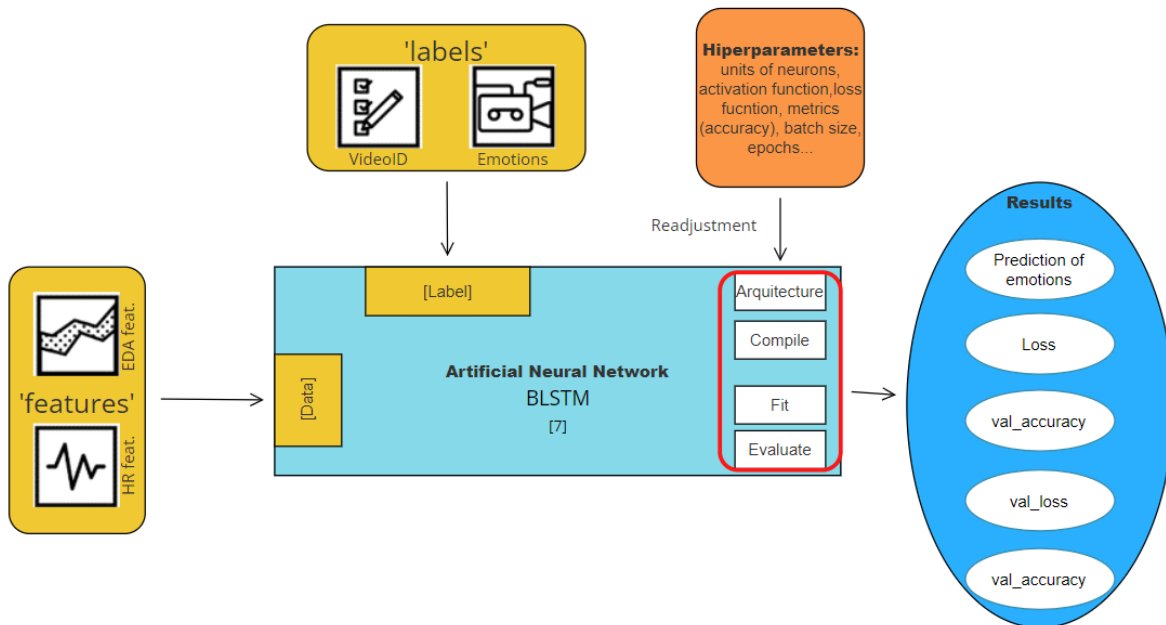 'labels'
VideoID
Emotions
Hiperparameters:
units of neurons,
activation function,loss
fucntion, metrics
(accuracy), batch size,
epochs...
Readjustment
EDA feat.
'features'
HR feat.
[Label]
[Data]
Artificial Neural Network
BLSTM
[7]
Arquitecture
Compile
Fit
Evaluate
Results
Prediction of
emotions
Loss
val_accuracy
val_loss
val_accuracy